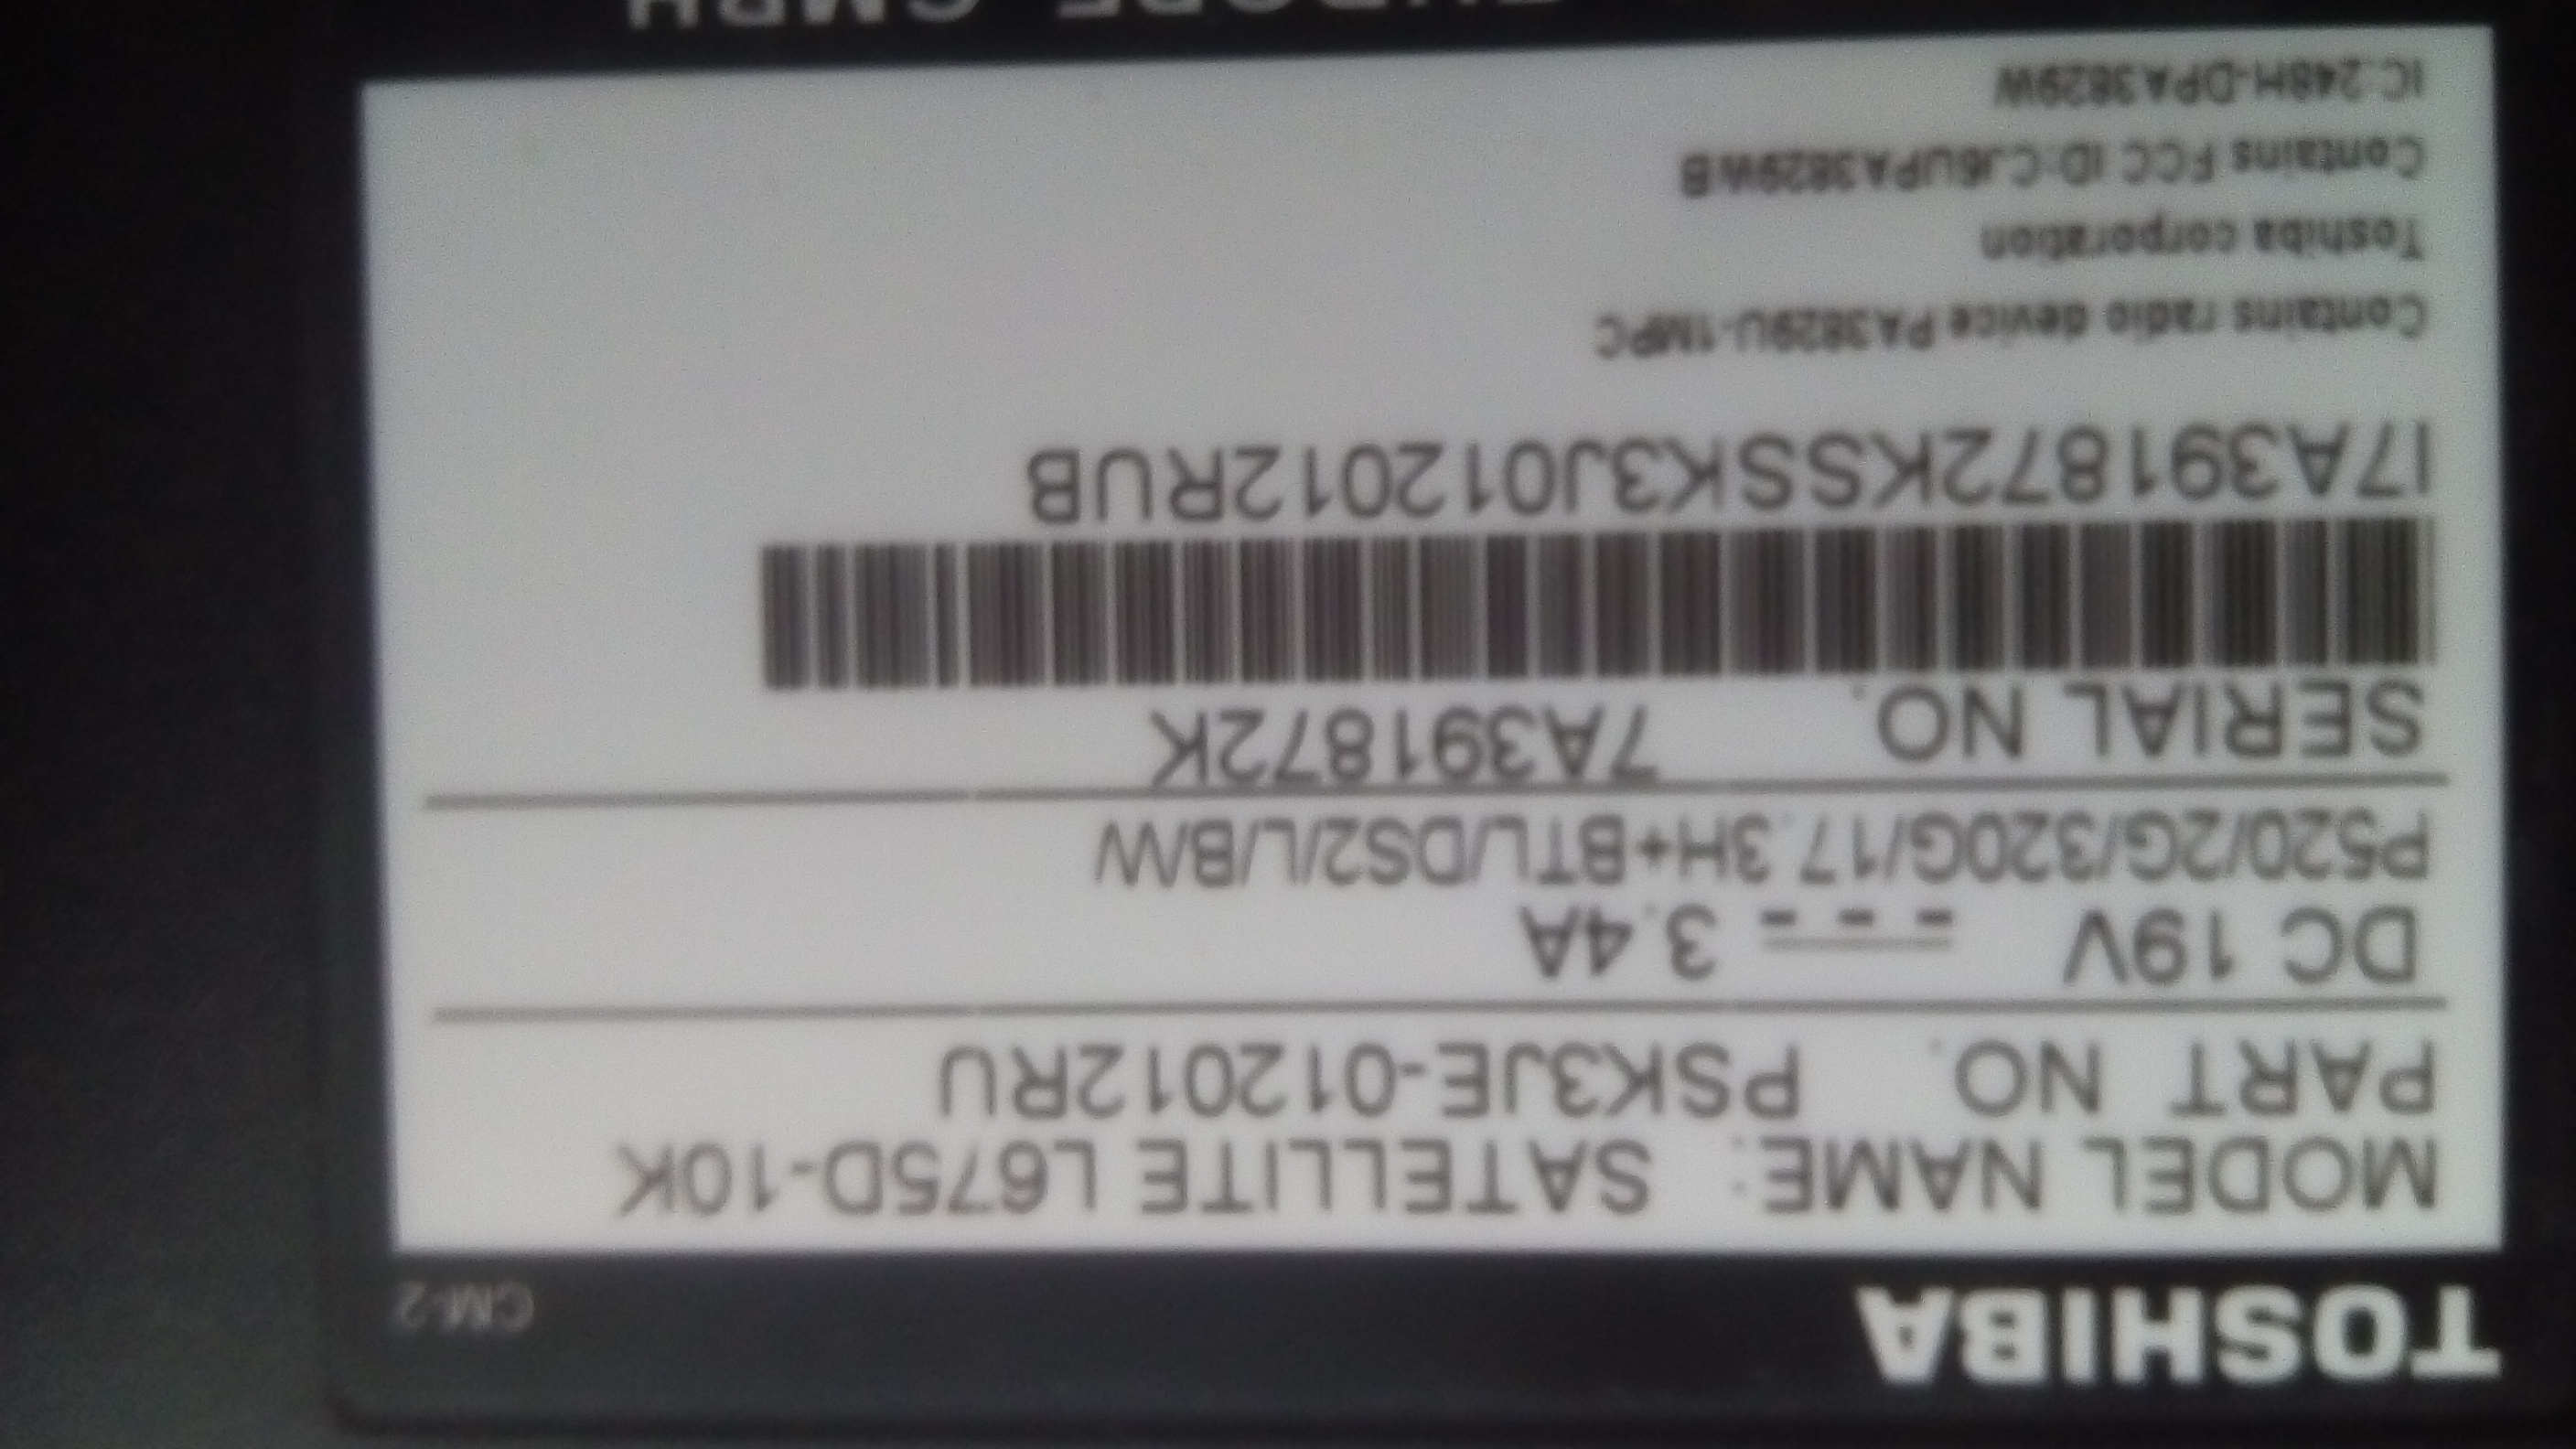 TOSHIBA
CM-2
MODEL NAME: SATELLITE L675D-10K
PART NO. PSK3JE-012012RU
DC 19V 3.4A
P520/2G/320G/17.3H+BTL/DS2/L/B/W
SERIAL NO. 7A391872K
I7A391872KSSK3J012012RUB
Contains radio device PA3829U-1MPC
Toshiba corporation
Contains FCC ID:CJ6UPA3829WB
IC:248H-DPA3829W
EUROPE GMBH